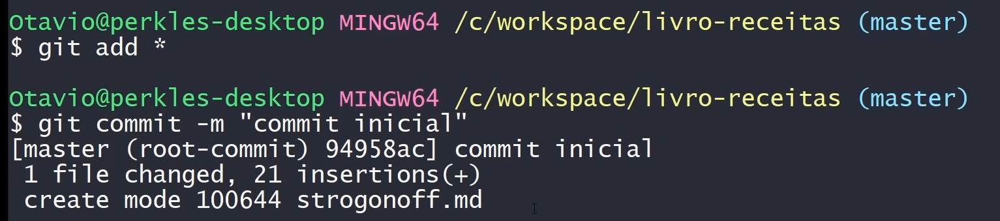 Otavio@perkles-desktop MINGW64 /c/workspace/livro-receitas (master)
$ git add *
Otavio@perkles-desktop MINGW64 /c/workspace/livro-receitas (master)
$ git commit -m "commit inicial"
[master (root-commit) 94958ac] commit inicial
 1 file changed, 21 insertions(+)
 create mode 100644 strogonoff.md